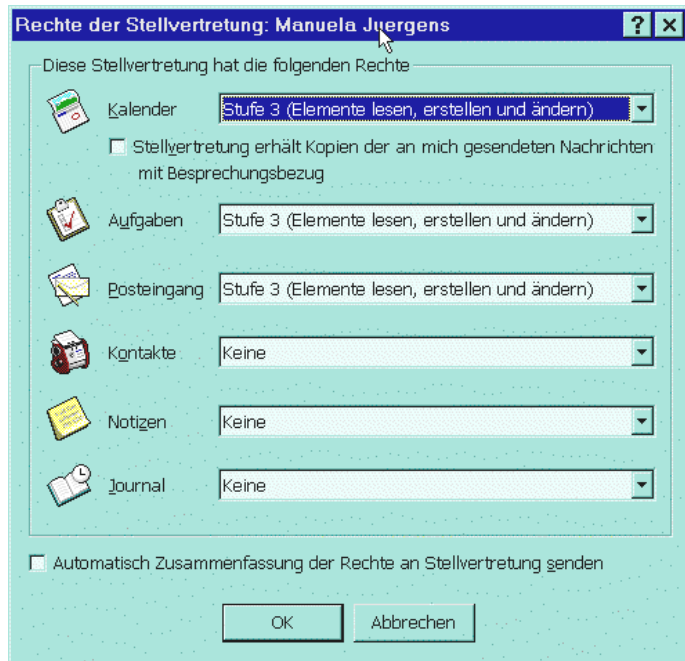 Rechte der Stellvertretung: Manuela Juergens
Diese Stellvertretung hat die folgenden Rechte
Kalender Stufe 3 (Elemente lesen, erstellen und ändern)
Stellvertretung erhält Kopien der an mich gesendeten Nachrichten
mit Besprechungsbezug
Aufgaben Stufe 3 (Elemente lesen, erstellen und ändern)
Posteingang Stufe 3 (Elemente lesen, erstellen und ändern)
Kontakte Keine
Notizen Keine
Journal Keine
Automatisch Zusammenfassung der Rechte an Stellvertretung senden
OK Abbrechen